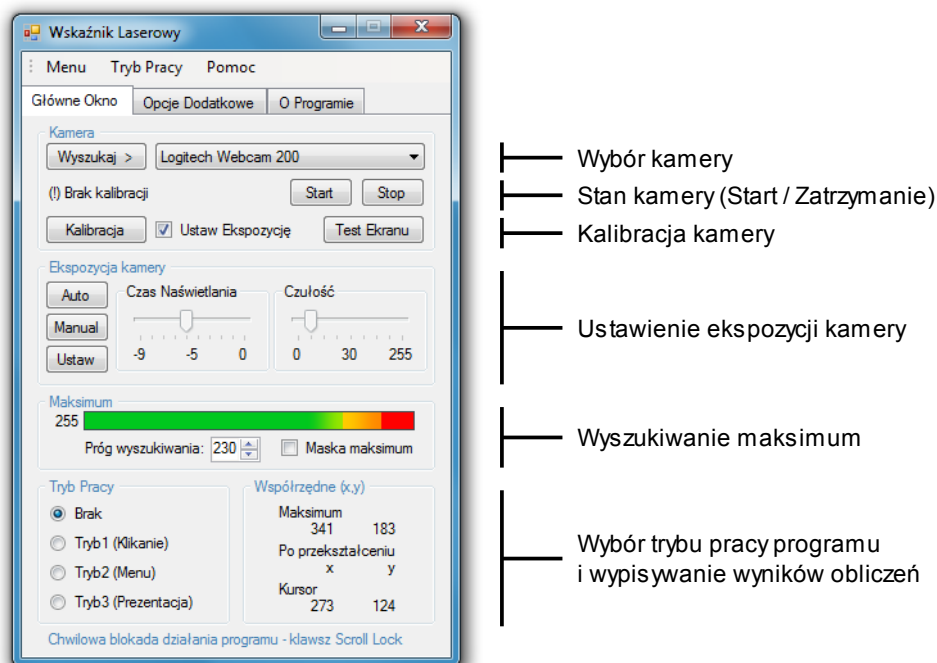 Wskaźnik Laserowy
Menu Tryb Pracy Pomoc
Główne Okno Opcje Dodatkowe O Programie
Kamera
Wyszukaj > Logitech Webcam 200
(!) Brak kalibracji Start Stop
Kalibracja Ustaw Ekspozycję Test Ekranu
Ekspozycja kamery
Auto Czas Naświetlania Czułość
Manual
Ustaw -9 -5 0 0 30 255
Maksimum
255
Próg wyszukiwania: 230 Maska maksimum
Tryb Pracy
Brak
Tryb1 (Klikanie)
Tryb2 (Menu)
Tryb3 (Prezentacja)
Współrzędne (x,y)
Maksimum
341 183
Po przekształceniu
x y
Kursor
273 124
Chwilowa blokada działania programu - klawsz Scroll Lock
Wybór kamery
Stan kamery (Start / Zatrzymanie)
Kalibracja kamery
Ustawienie ekspozycji kamery
Wyszukiwanie maksimum
Wybór trybu pracy programu
i wypisywanie wyników obliczeń